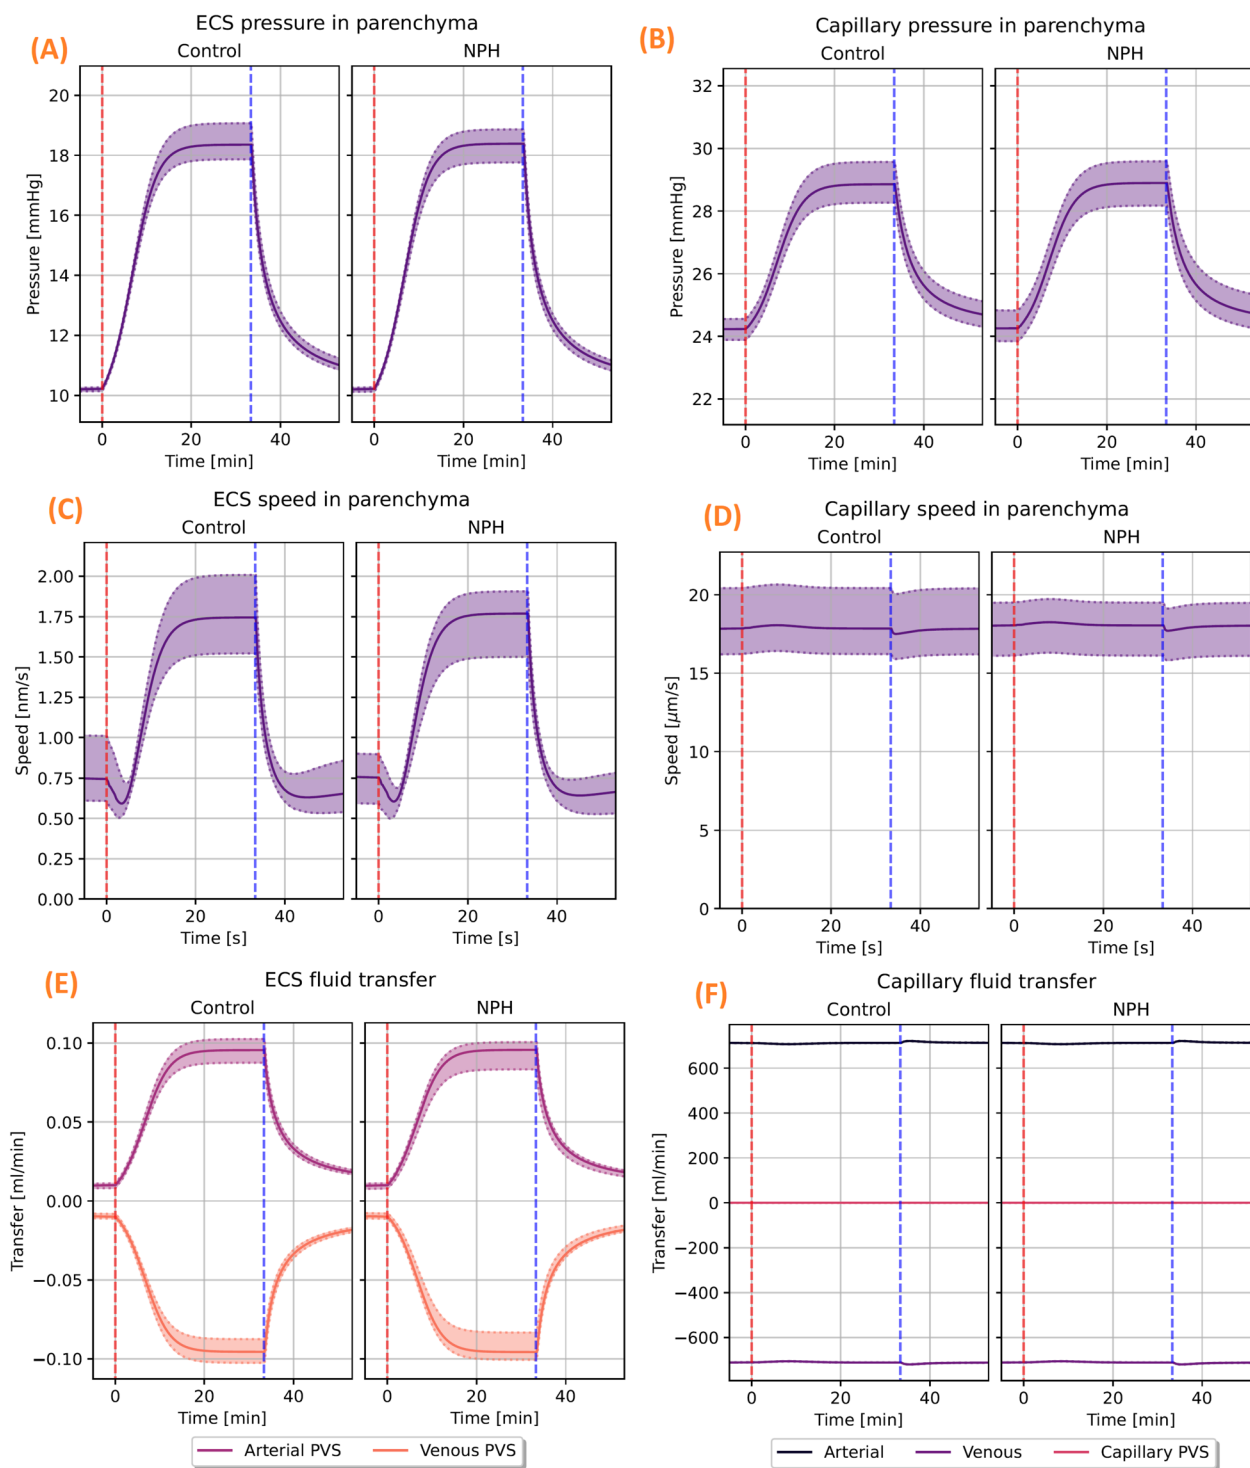 (A)
ECS pressure in parenchyma
Control
NPH
Pressure [mmHg]
20
18
16
14
12
10
0
20
40
0
20
40
Time [min]
Time [min]
(B)
Capillary pressure in parenchyma
Control
NPH
Pressure [mmHg]
32
30
28
26
24
22
0
20
40
0
20
40
Time [min]
Time [min]
(C)
ECS speed in parenchyma
Control
NPH
Speed [nm/s]
2.00
1.75
1.50
1.25
1.00
0.75
0.50
0.25
0.00
0
20
40
0
20
40
Time [s]
Time [s]
(D)
Capillary speed in parenchyma
Control
NPH
Speed [μm/s]
20
15
10
5
0
0
20
40
0
20
40
Time [s]
Time [s]
(E)
ECS fluid transfer
Control
NPH
Transfer [ml/min]
0.10
0.05
0.00
−0.05
−0.10
0
20
40
0
20
40
Time [min]
Time [min]
Arterial PVS
Venous PVS
(F)
Capillary fluid transfer
Control
NPH
Transfer [ml/min]
600
400
200
0
−200
−400
−600
0
20
40
0
20
40
Time [min]
Time [min]
Arterial
Venous
Capillary PVS